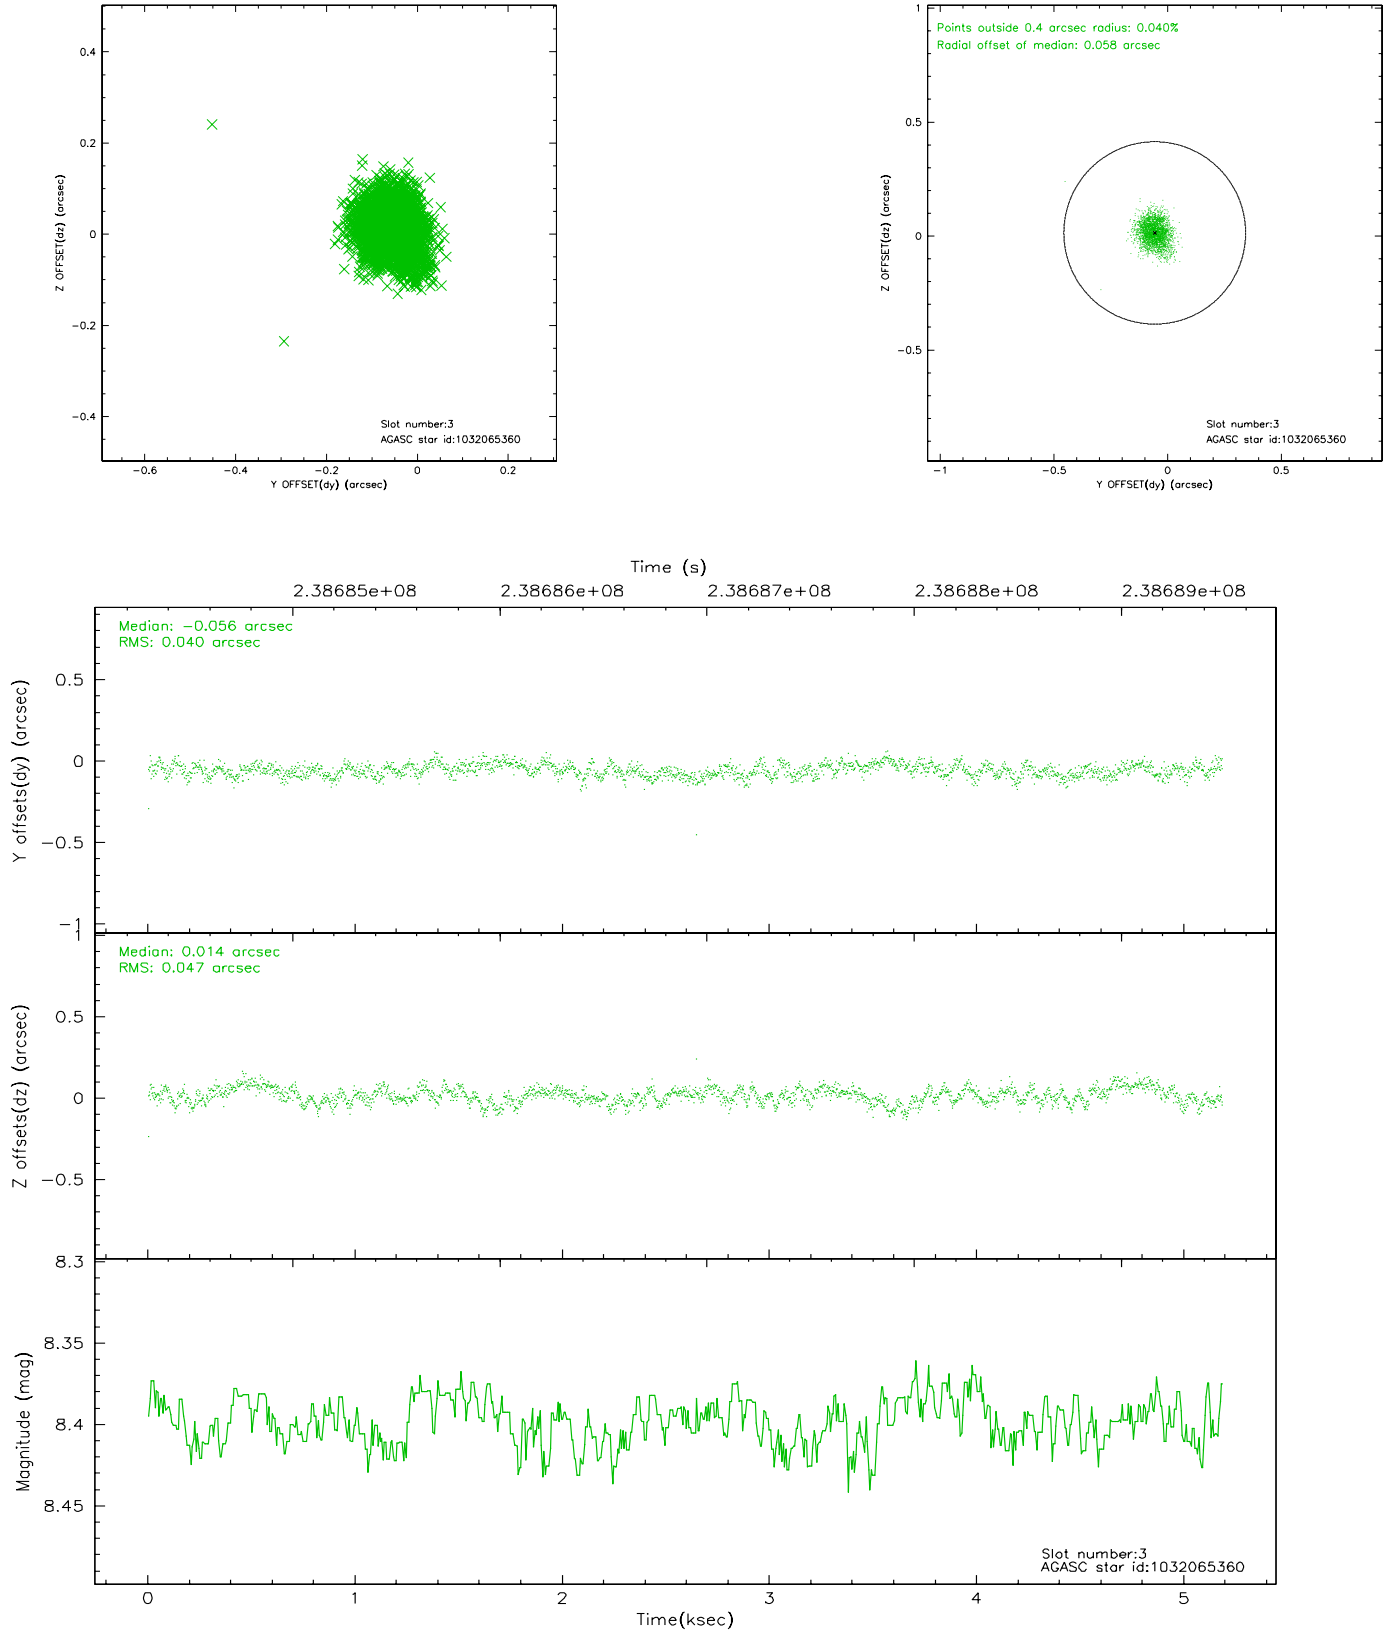 0.4
0.2
0
−0.2
−0.4
Z OFFSET(dz) (arcsec)
Slot number:3
AGASC star id:1032065360
−0.6 −0.4 −0.2 0 0.2
Y OFFSET(dy) (arcsec)
Points outside 0.4 arcsec radius: 0.040%
Radial offset of median: 0.058 arcsec
1
0.5
0
−0.5
Z OFFSET(dz) (arcsec)
Slot number:3
AGASC star id:1032065360
−1 −0.5 0 0.5
Y OFFSET(dy) (arcsec)
Time (s)
2.38685e+08 2.38686e+08 2.38687e+08 2.38688e+08 2.38689e+08
Median: −0.056 arcsec
RMS: 0.040 arcsec
0.5
0
−0.5
−1
Y offsets(dy) (arcsec)
Median: 0.014 arcsec
RMS: 0.047 arcsec
1
0.5
0
−0.5
Z offsets(dz) (arcsec)
8.3
8.35
8.4
8.45
Magnitude (mag)
Slot number:3
AGASC star id:1032065360
0 1 2 3 4 5
Time(ksec)